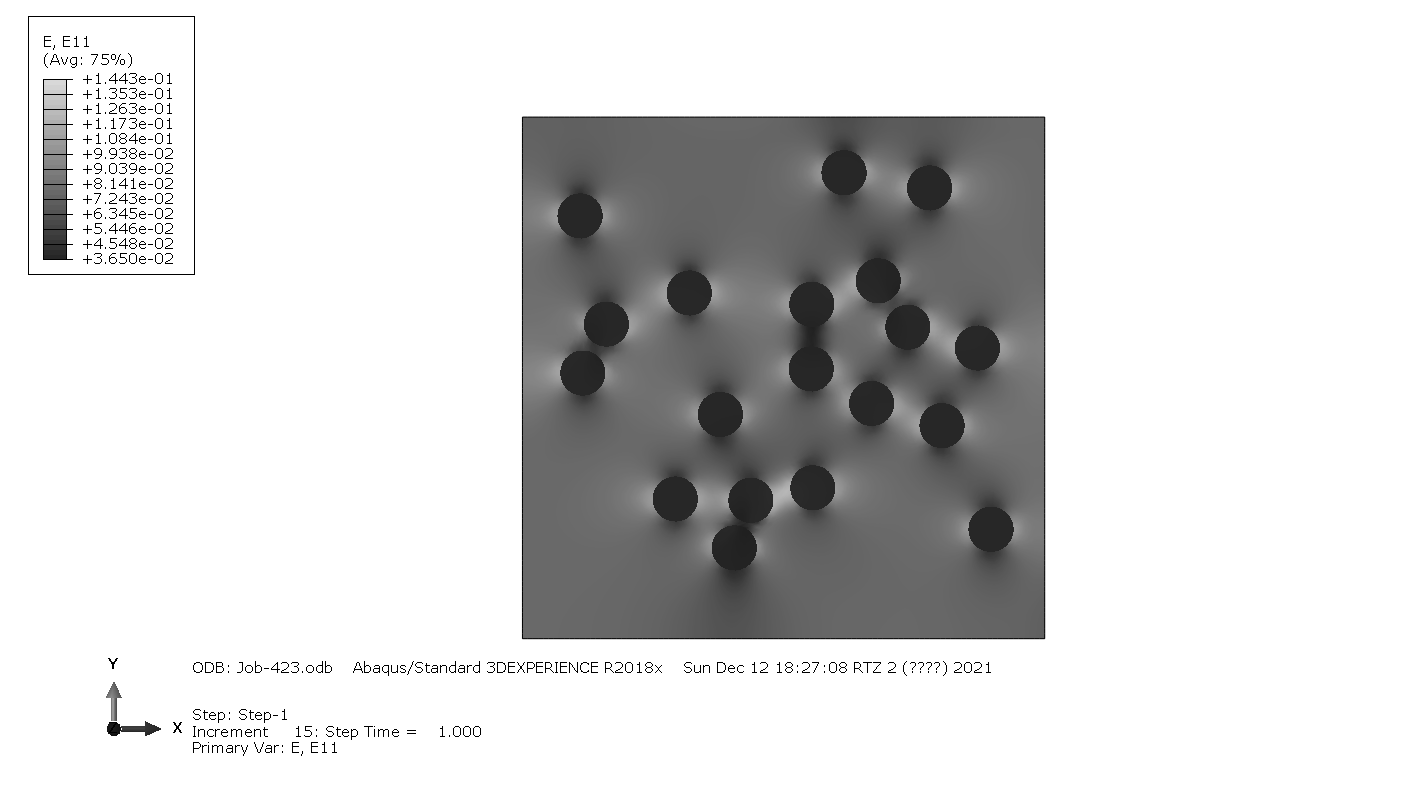 E, E11
(Avg: 75%)
+1.443e-01
+1.353e-01
+1.263e-01
+1.173e-01
+1.084e-01
+9.938e-02
+9.039e-02
+8.141e-02
+7.243e-02
+6.345e-02
+5.446e-02
+4.548e-02
+3.650e-02
Y
X
ODB: Job-423.odb Abaqus/Standard 3DEXPERIENCE R2018x Sun Dec 12 18:27:08 RTZ 2 (????) 2021
Step: Step-1
Increment 15: Step Time = 1.000
Primary Var: E, E11